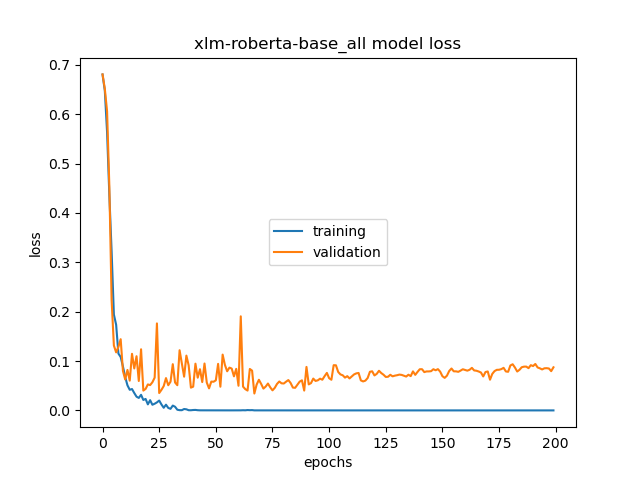 xlm-roberta-base_all model loss
loss
0.7
0.6
0.5
0.4
0.3
0.2
0.1
0.0
training
validation
0 25 50 75 100 125 150 175 200
epochs